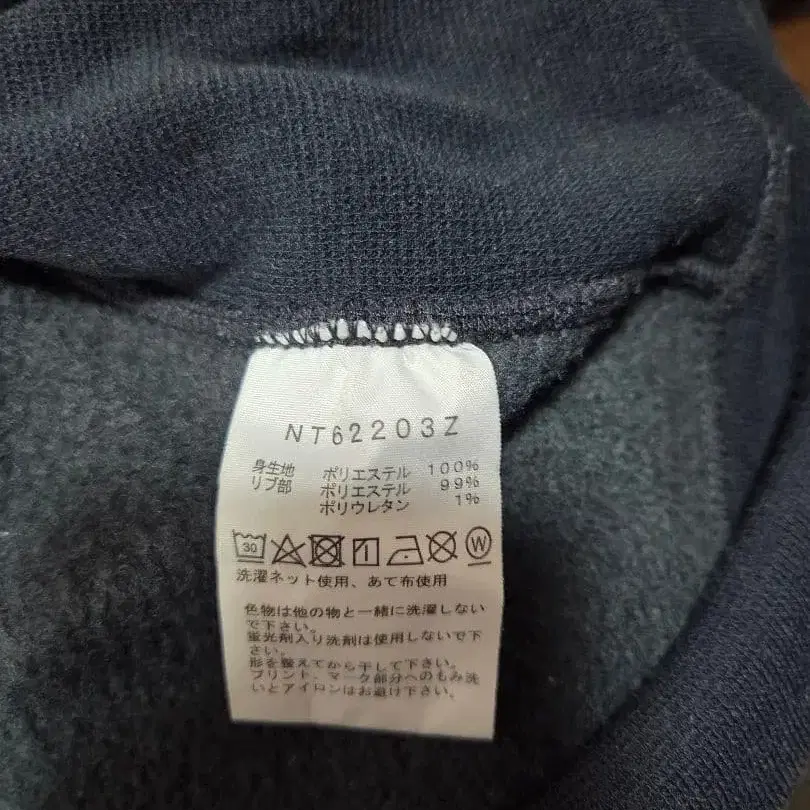 NT62203Z
身生地 ポリエステル 100%
リブ部 ポリエステル 99%
ポリウレタン 1%
30 W
洗濯ネット使用、あて布使用
色物は他の物と一緒に洗濯しない
で下さい。
蛍光剤入り洗剤は使用しないで下
さい。
形を整えてから干して下さい。
プリント、マーク部分へのもみ洗
いとアイロンはお避け下さい。